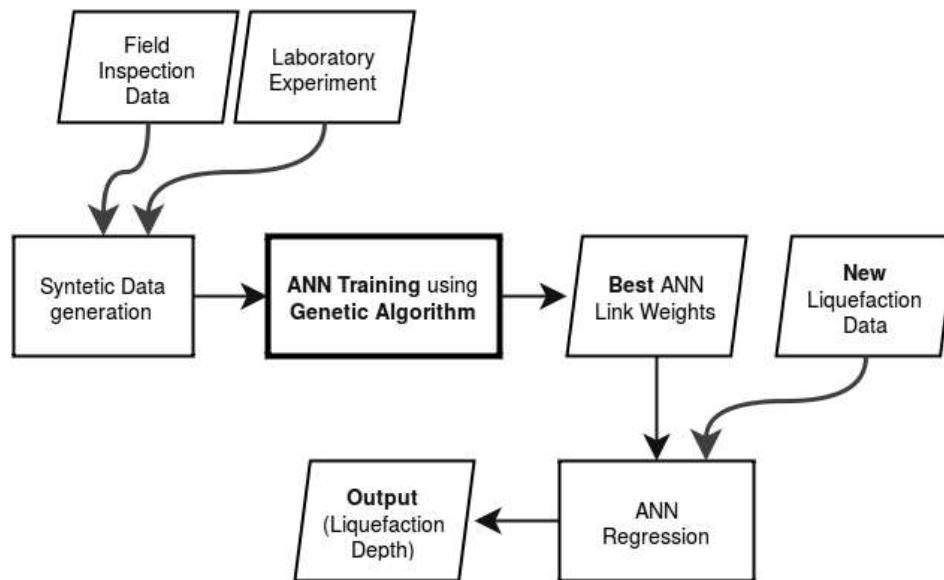 Field
Inspection
Data
Laboratory
Experiment
Syntetic Data
generation
ANN Training using
Genetic Algorithm
Best ANN
Link Weights
New
Liquefaction
Data
Output
(Liquefaction
Depth)
ANN
Regression